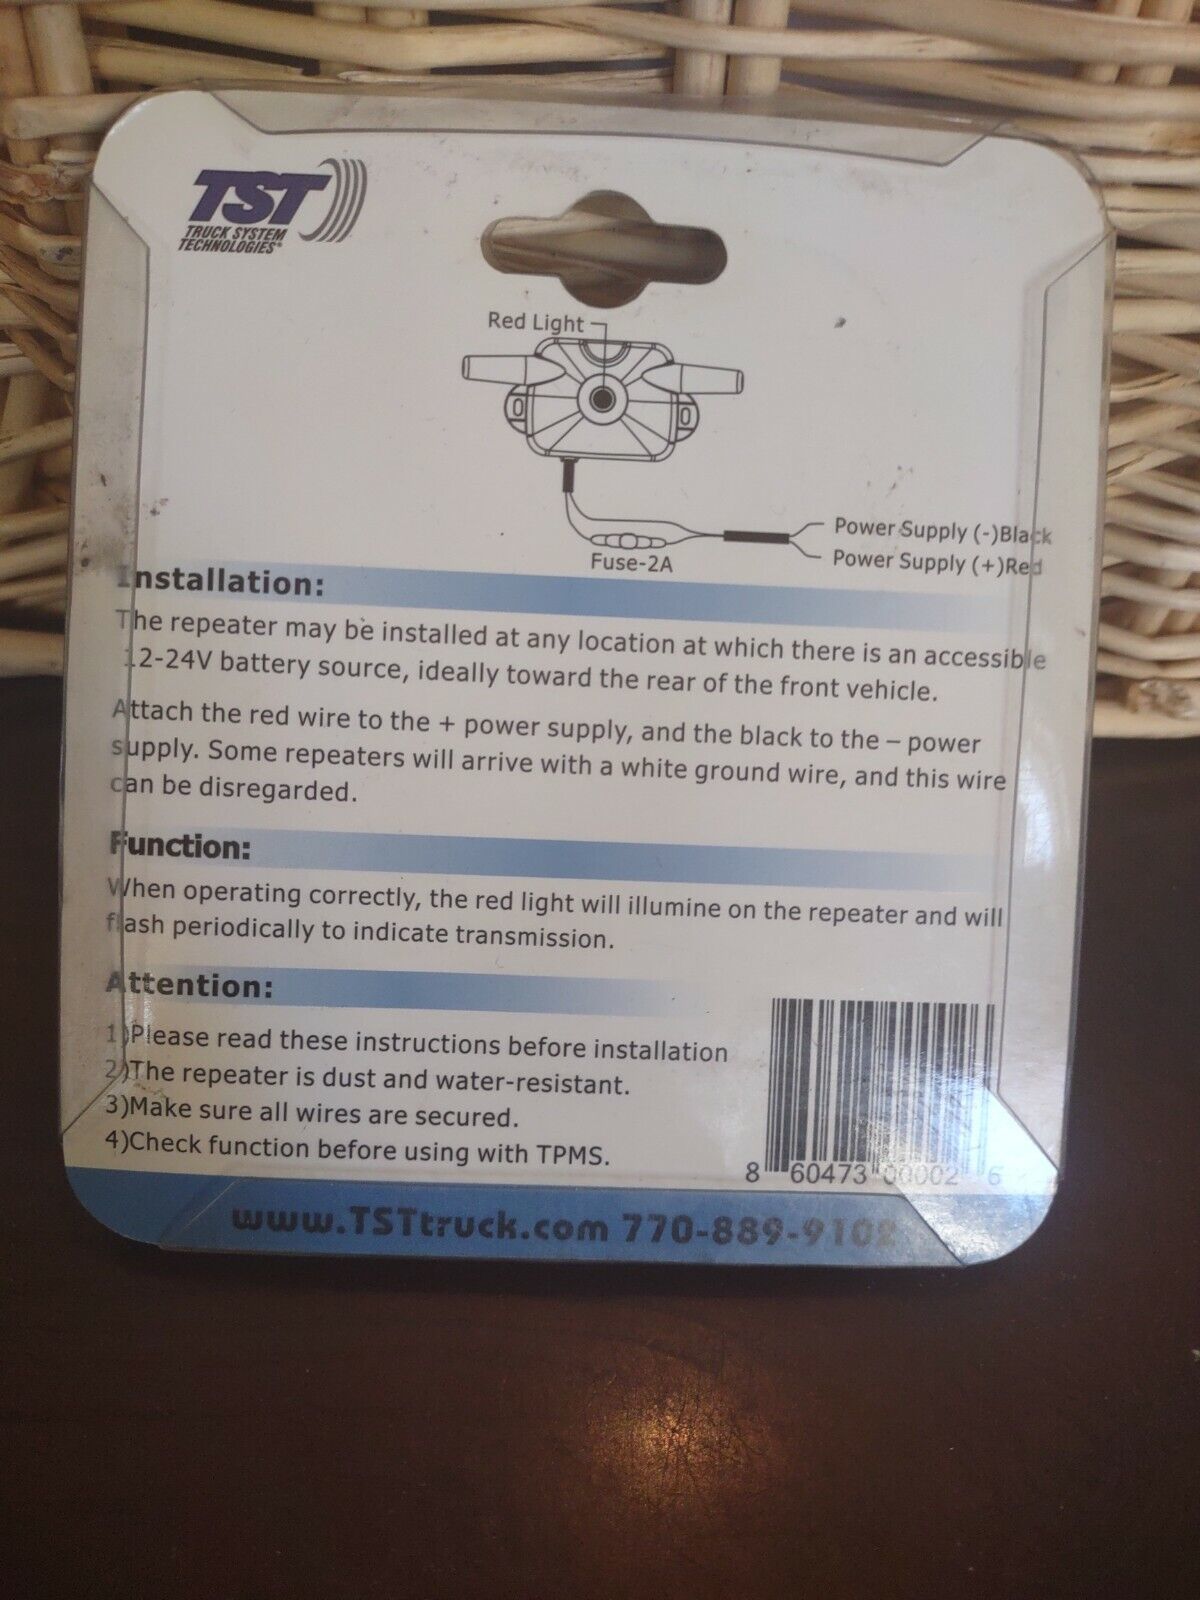 TST
TRUCK SYSTEM
TECHNOLOGIES®
Red Light
Power Supply (-)Black
Fuse-2A
Power Supply (+)Red
Installation:
The repeater may be installed at any location at which there is an accessible
12-24V battery source, ideally toward the rear of the front vehicle.
Attach the red wire to the + power supply, and the black to the – power
supply. Some repeaters will arrive with a white ground wire, and this wire
can be disregarded.
Function:
When operating correctly, the red light will illumine on the repeater and will
flash periodically to indicate transmission.
Attention:
1)Please read these instructions before installation
2)The repeater is dust and water-resistant.
3)Make sure all wires are secured.
4)Check function before using with TPMS.
8 60473 00002 6
www.TSTtruck.com 770-889-9102